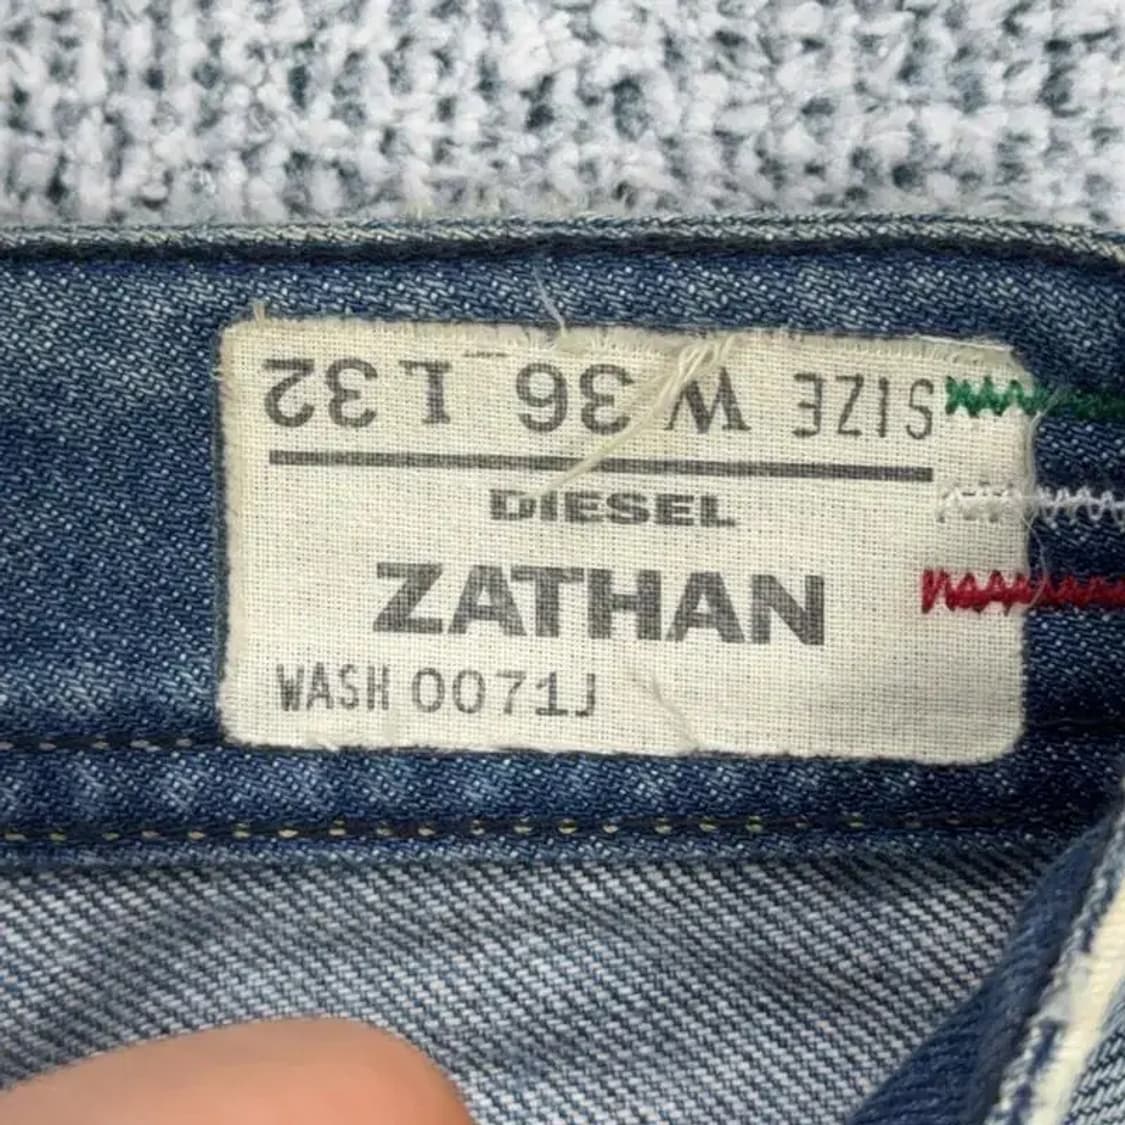 SIZE W 36 L 32
DIESEL
ZATHAN
WASH 0071J